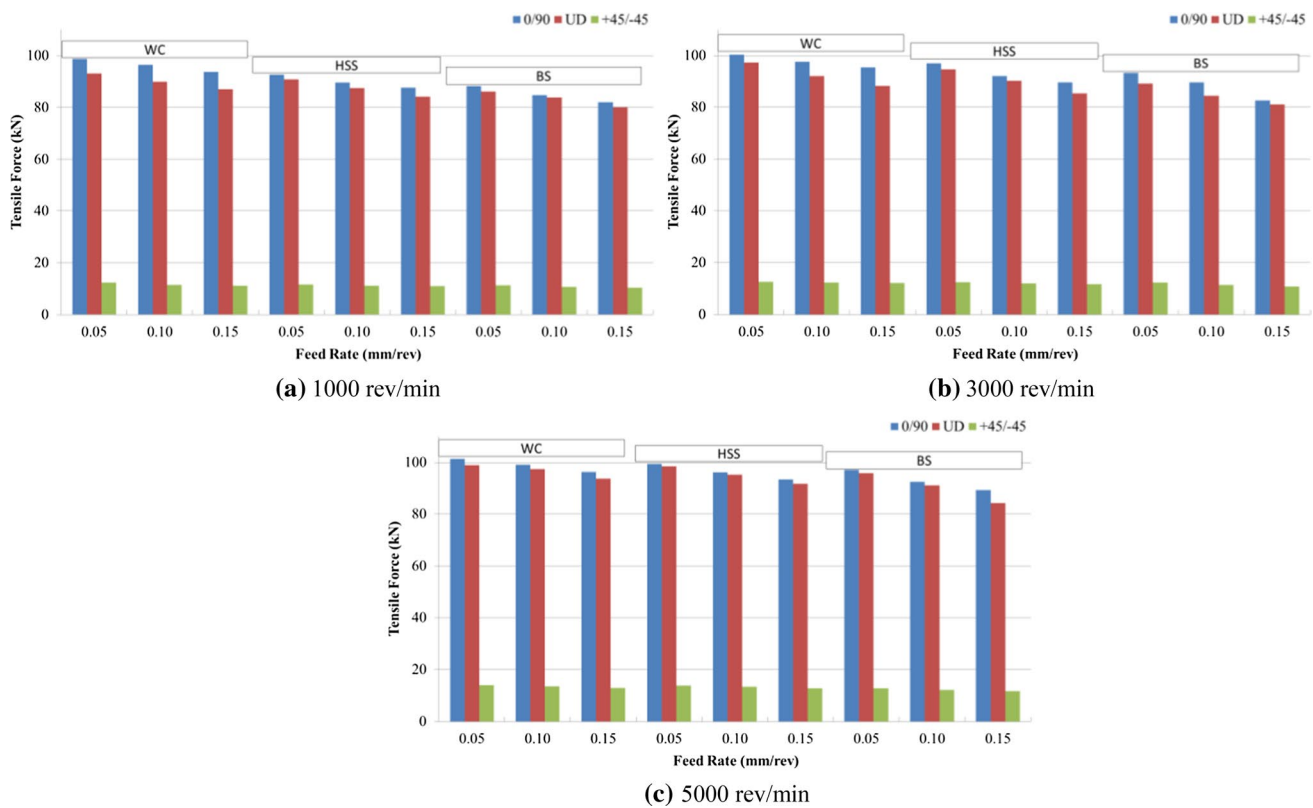 0/90 UD +45/-45
WC
HSS
BS
100
80
60
40
20
0
Tensile Force (kN)
0.05 0.10 0.15 0.05 0.10 0.15 0.05 0.10 0.15
Feed Rate (mm/rev)
(a) 1000 rev/min
0/90 UD +45/-45
WC
HSS
BS
100
80
60
40
20
0
Tensile Force (kN)
0.05 0.10 0.15 0.05 0.10 0.15 0.05 0.10 0.15
Feed Rate (mm/rev)
(b) 3000 rev/min
0/90 UD +45/-45
WC
HSS
BS
100
80
60
40
20
0
Tensile Force (kN)
0.05 0.10 0.15 0.05 0.10 0.15 0.05 0.10 0.15
Feed Rate (mm/rev)
(c) 5000 rev/min